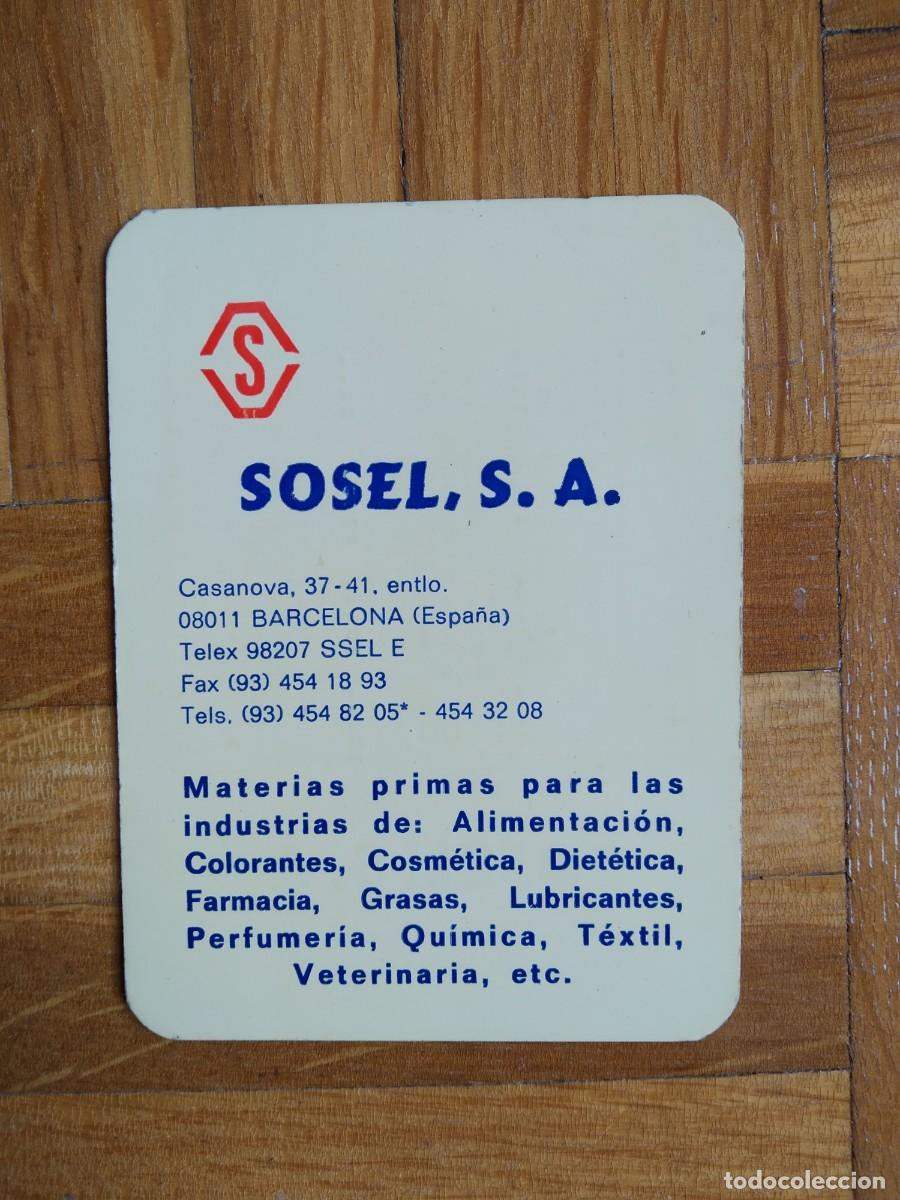 S
SOSEL, S. A.
Casanova, 37-41, entlo.
08011 BARCELONA (España)
Telex 98207 SSEL E
Fax (93) 454 18 93
Tels. (93) 454 82 05* - 454 32 08
Materias primas para las
industrias de: Alimentación,
Colorantes, Cosmética, Dietética,
Farmacia, Grasas, Lubricantes,
Perfumería, Química, Téxtil,
Veterinaria, etc.
todocoleccion